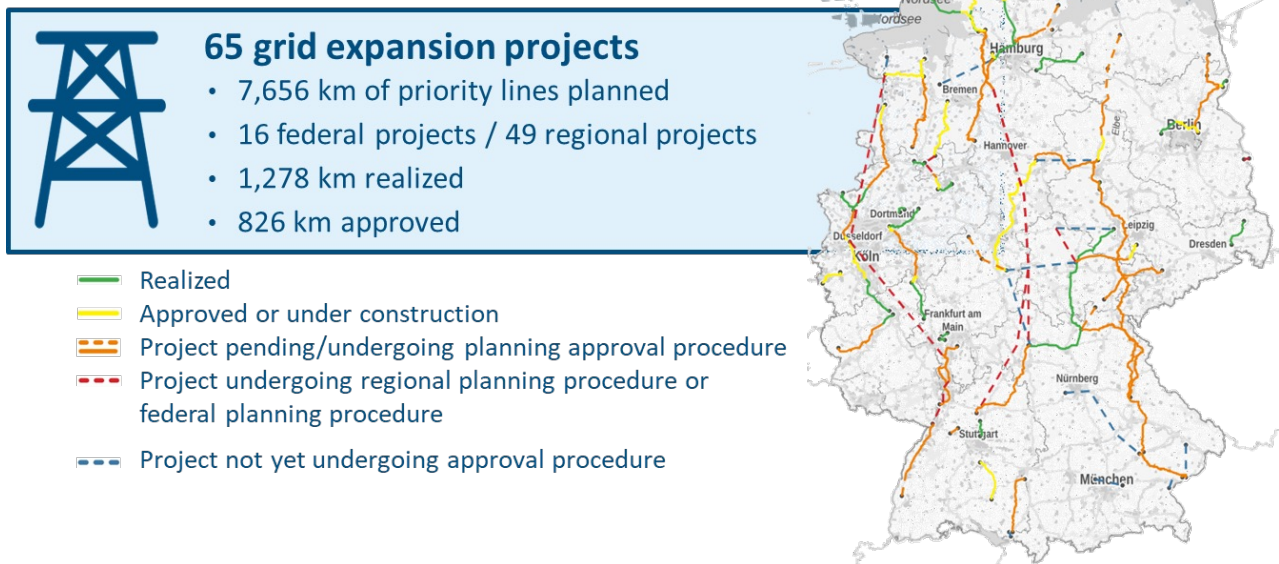 65 grid expansion projects
• 7,656 km of priority lines planned
• 16 federal projects / 49 regional projects
• 1,278 km realized
• 826 km approved
Realized
Approved or under construction
Project pending/undergoing planning approval procedure
Project undergoing regional planning procedure or
federal planning procedure
Project not yet undergoing approval procedure
Nordsee
Hamburg
Bremen
Elbe
Berlin
Hannover
Dortmund
Leipzig
Düsseldorf
Dresden
Köln
Frankfurt am
Main
Nürnberg
Stuttgart
München